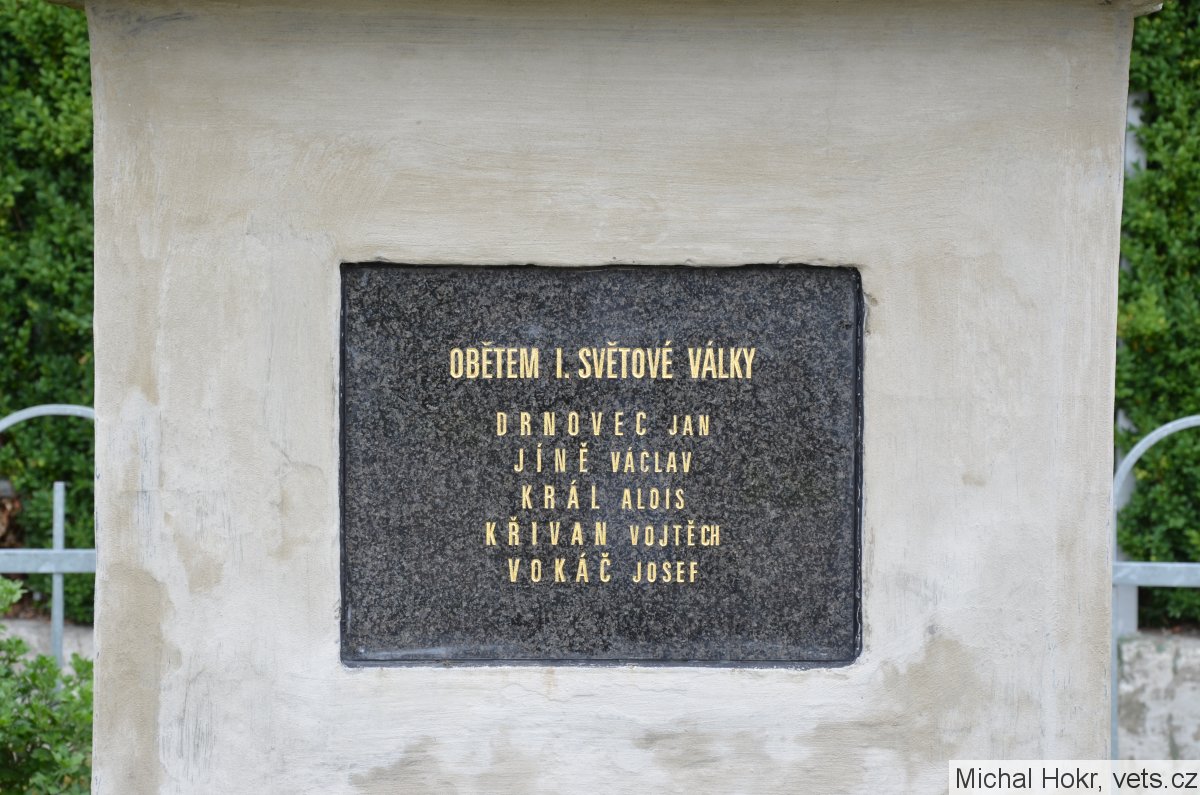 OBĚTEM I. SVĚTOVÉ VÁLKY
DRNOVEC JAN
JÍNĚ VÁCLAV
KRÁL ALOIS
KŘIVAN VOJTĚCH
VOKÁČ JOSEF
Michal Hokr, vets.cz